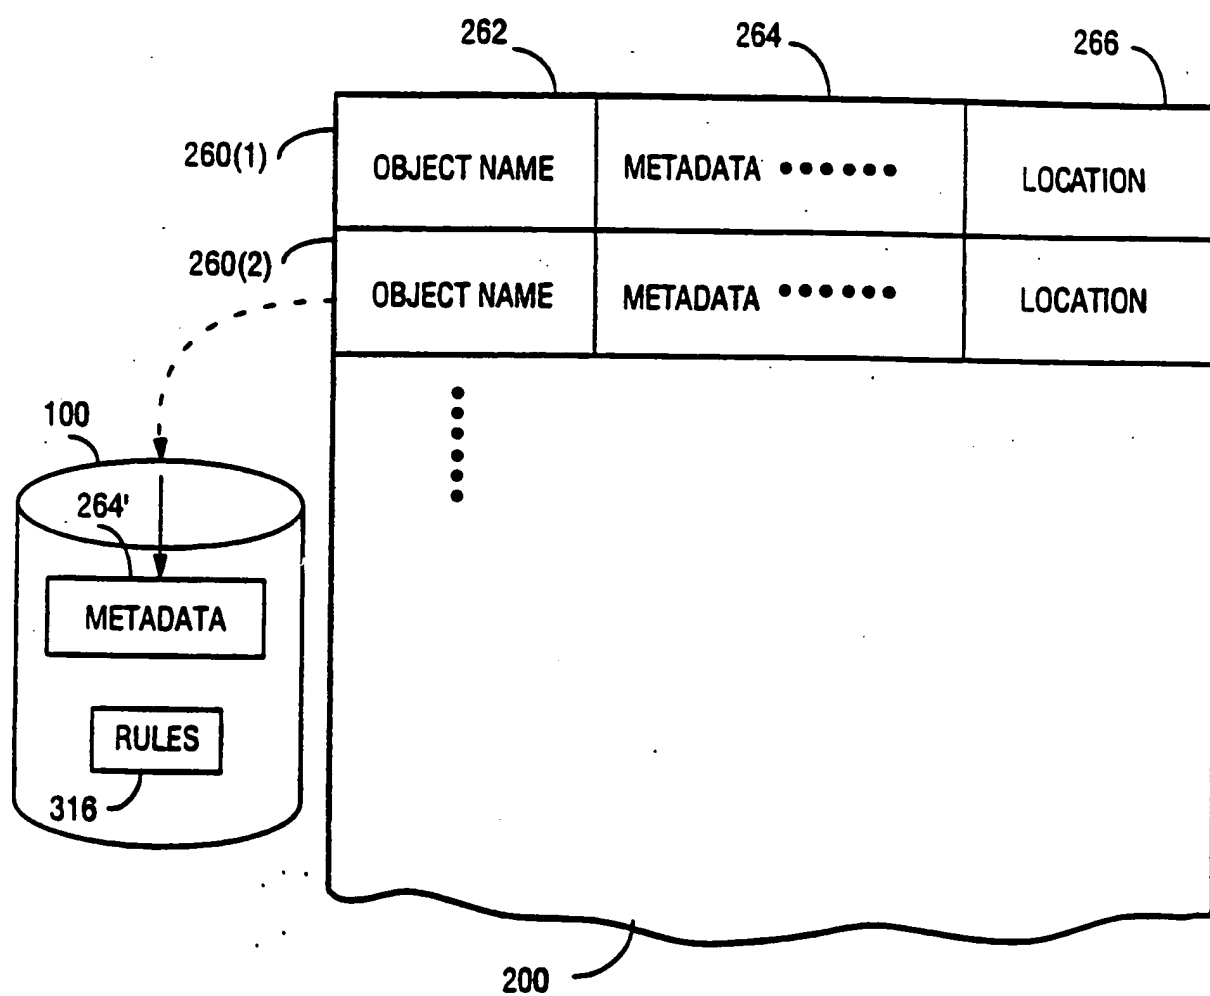 262
264
266
260(1)
OBJECT NAME
METADATA ••••••
LOCATION
260(2)
OBJECT NAME
METADATA ••••••
LOCATION
100
264'
METADATA
RULES
316
200